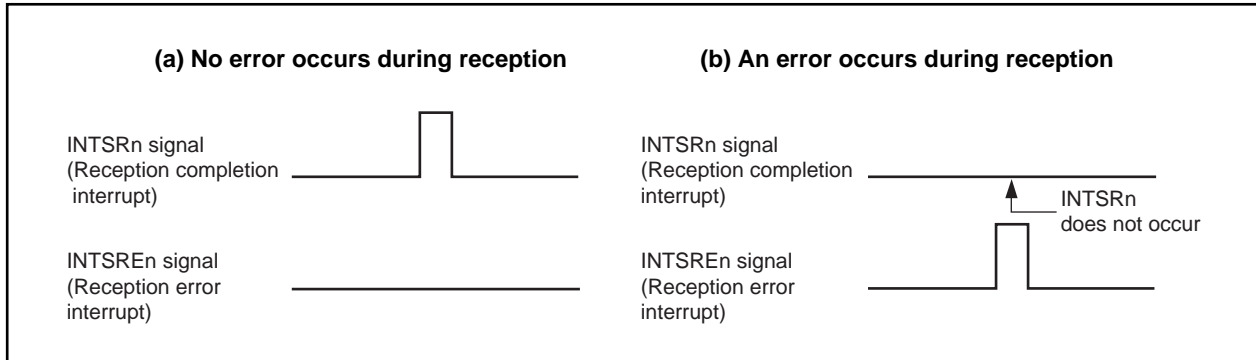 (a) No error occurs during reception
INTSRn signal
(Reception completion
interrupt)
INTSREn signal
(Reception error
interrupt)
(b) An error occurs during reception
INTSRn signal
(Reception completion
interrupt)
INTSRn
does not occur
INTSREn signal
(Reception error
interrupt)